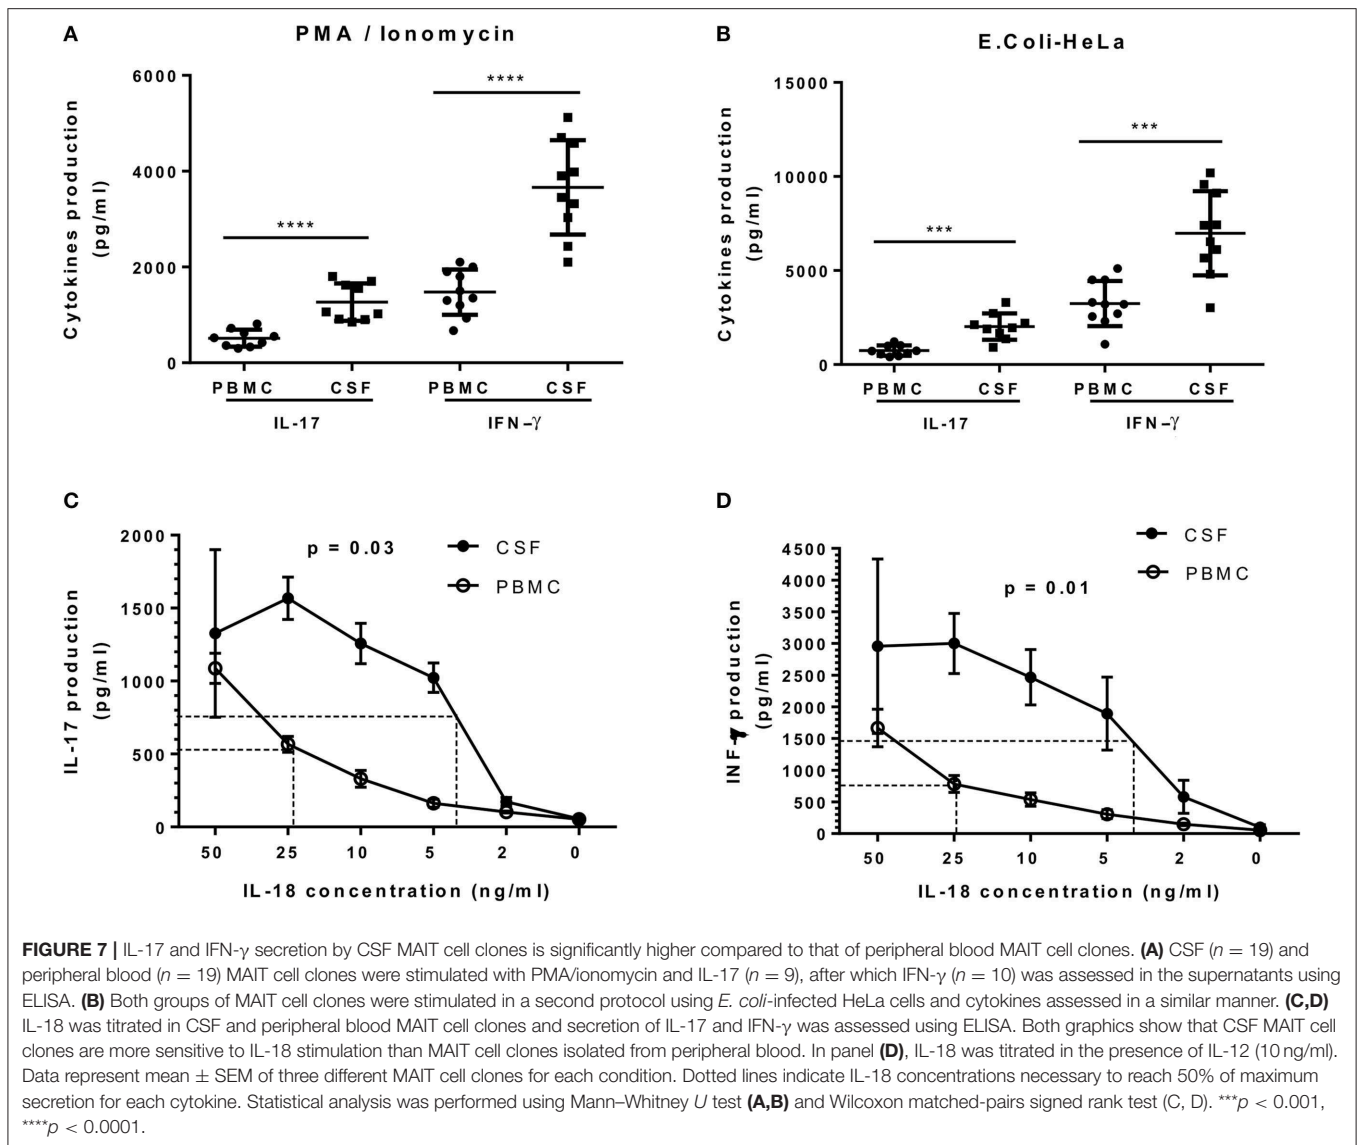 A
PMA / Ionomycin
Cytokines production
(pg/ml)
6000
4000
2000
0
****
****
PBMC
CSF
PBMC
CSF
IL-17
IFN-γ
B
E.Coli-HeLa
Cytokines production
(pg/ml)
15000
10000
5000
0
***
***
PBMC
CSF
PBMC
CSF
IL-17
IFN-γ
C
IL-17 production
(pg/ml)
2000
1500
1000
500
0
p = 0.03
CSF
PBMC
50 25 10 5 2 0
IL-18 concentration (ng/ml)
D
INF-γ production
(pg/ml)
4500
4000
3500
3000
2500
2000
1500
1000
500
0
p = 0.01
CSF
PBMC
50 25 10 5 2 0
IL-18 concentration (ng/ml)
FIGURE 7 | IL-17 and IFN-γ secretion by CSF MAIT cell clones is significantly higher compared to that of peripheral blood MAIT cell clones. (A) CSF (n = 19) and
peripheral blood (n = 19) MAIT cell clones were stimulated with PMA/ionomycin and IL-17 (n = 9), after which IFN-γ (n = 10) was assessed in the supernatants using
ELISA. (B) Both groups of MAIT cell clones were stimulated in a second protocol using E. coli-infected HeLa cells and cytokines assessed in a similar manner. (C,D)
IL-18 was titrated in CSF and peripheral blood MAIT cell clones and secretion of IL-17 and IFN-γ was assessed using ELISA. Both graphics show that CSF MAIT cell
clones are more sensitive to IL-18 stimulation than MAIT cell clones isolated from peripheral blood. In panel (D), IL-18 was titrated in the presence of IL-12 (10 ng/ml).
Data represent mean ± SEM of three different MAIT cell clones for each condition. Dotted lines indicate IL-18 concentrations necessary to reach 50% of maximum
secretion for each cytokine. Statistical analysis was performed using Mann–Whitney U test (A,B) and Wilcoxon matched-pairs signed rank test (C, D). ***p < 0.001,
****p < 0.0001.